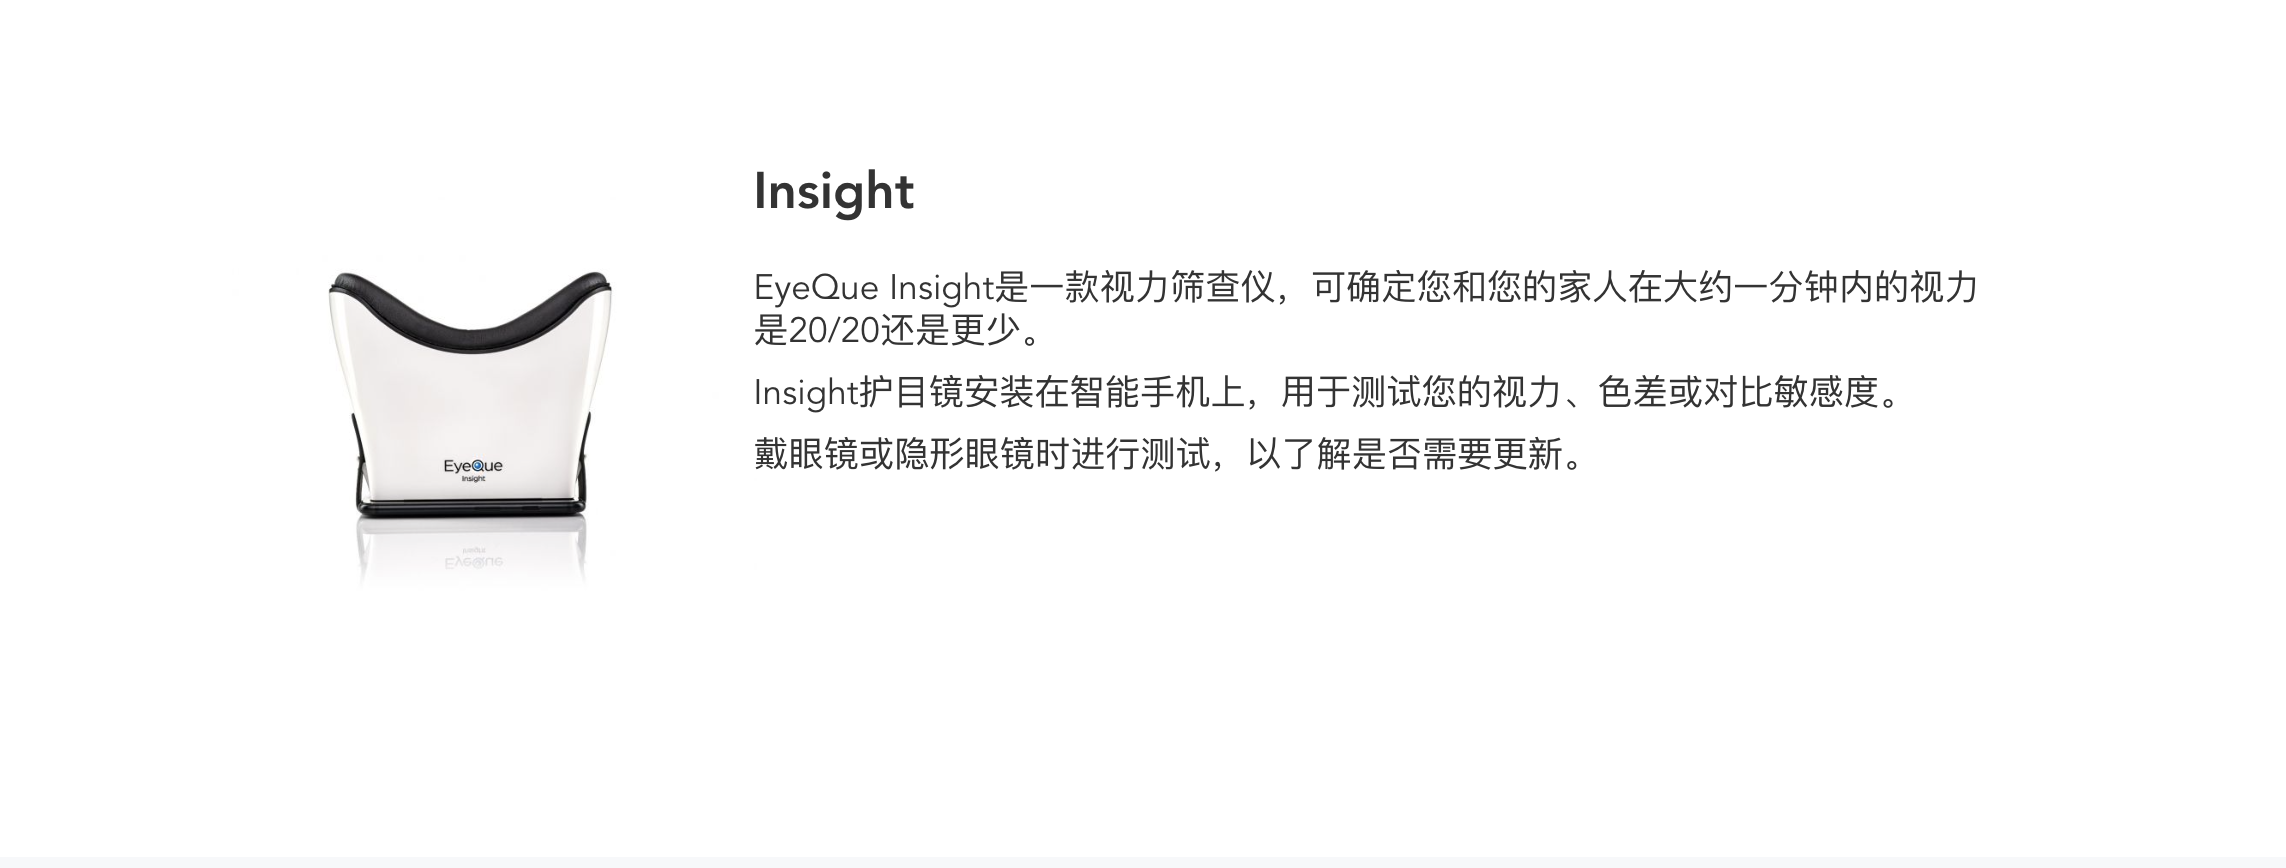 Insight
EyeQue Insight是一款视力筛查仪，可确定您和您的家人在大约一分钟内的视力
是20/20还是更少。
Insight护目镜安装在智能手机上，用于测试您的视力、色差或对比敏感度。
戴眼镜或隐形眼镜时进行测试，以了解是否需要更新。
EyeQue
Insight